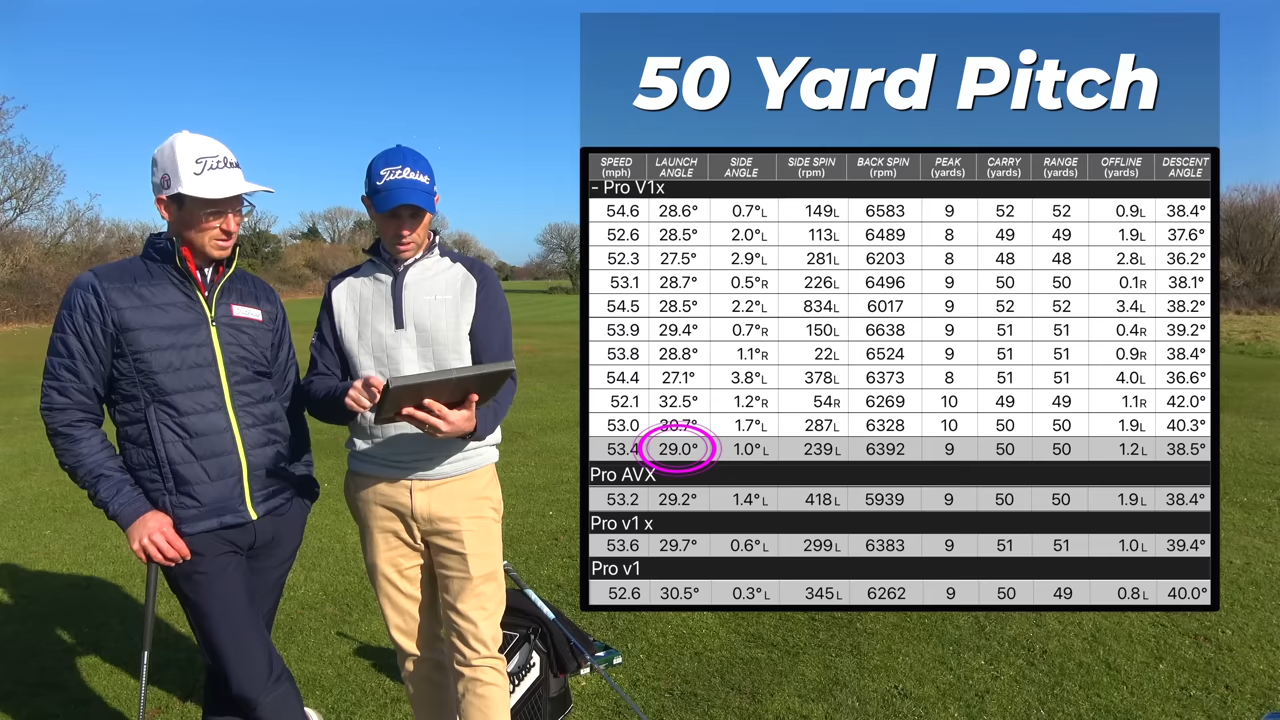 50 Yard Pitch
Titleist
Titleist
SPEED (mph) LAUNCH ANGLE SIDE ANGLE SIDE SPIN (rpm) BACK SPIN (rpm) PEAK (yards) CARRY (yards) RANGE (yards) OFFLINE (yards) DESCENT ANGLE
- Pro V1x
54.6 28.6° 0.7°L 149L 6583 9 52 52 0.9L 38.4°
52.6 28.5° 2.0°L 113L 6489 8 49 49 1.9L 37.6°
52.3 27.5° 2.9°L 281L 6203 8 48 48 2.8L 36.2°
53.1 28.7° 0.5°R 226L 6496 9 50 50 0.1R 38.1°
54.5 28.5° 2.2°L 834L 6017 9 52 52 3.4L 38.2°
53.9 29.4° 0.7°R 150L 6638 9 51 51 0.4R 39.2°
53.8 28.8° 1.1°R 22L 6524 9 51 51 0.9R 38.4°
54.4 27.1° 3.8°L 378L 6373 8 51 51 4.0L 36.6°
52.1 32.5° 1.2°R 54R 6269 10 49 49 1.1R 42.0°
53.0 30.7° 1.7°L 287L 6328 10 50 50 1.9L 40.3°
53.4 29.0° 1.0°L 239L 6392 9 50 50 1.2L 38.5°
Pro AVX
53.2 29.2° 1.4°L 418L 5939 9 50 50 1.9L 38.4°
Pro v1 x
53.6 29.7° 0.6°L 299L 6383 9 51 51 1.0L 39.4°
Pro v1
52.6 30.5° 0.3°L 345L 6262 9 50 49 0.8L 40.0°